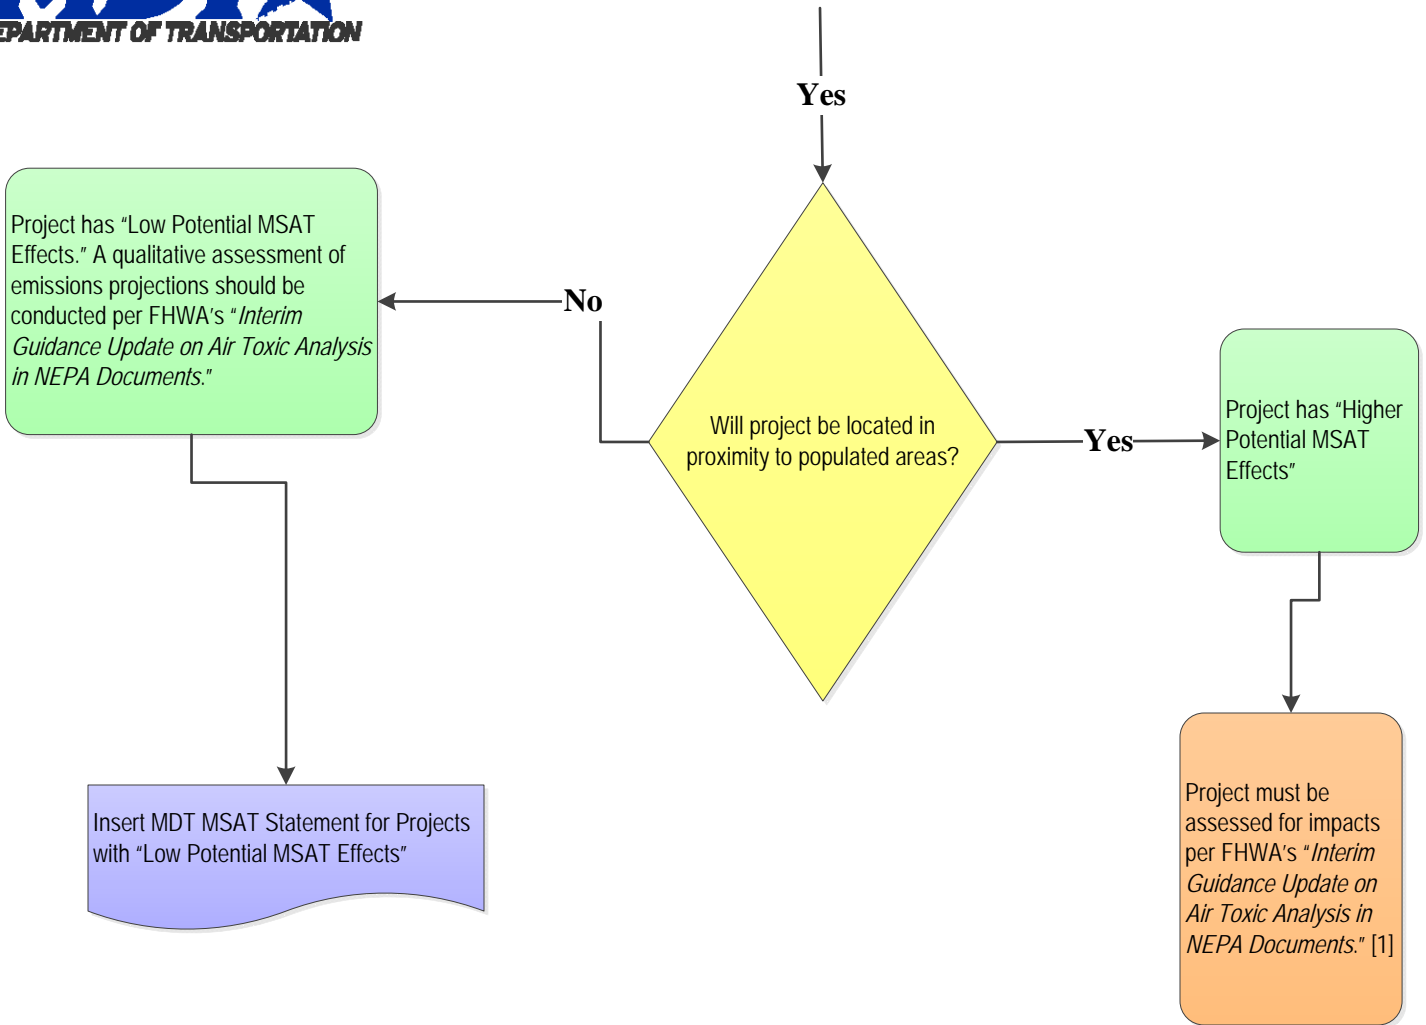 DEPARTMENT OF TRANSPORTATION
Yes
Project has “Low Potential MSAT
Effects.” A qualitative assessment of
emissions projections should be
conducted per FHWA’s “Interim
Guidance Update on Air Toxic Analysis
in NEPA Documents.”
No
Will project be located in
proximity to populated areas?
Yes
Project has “Higher
Potential MSAT
Effects”
Insert MDT MSAT Statement for Projects
with “Low Potential MSAT Effects”
Project must be
assessed for impacts
per FHWA’s “Interim
Guidance Update on
Air Toxic Analysis in
NEPA Documents.” [1]